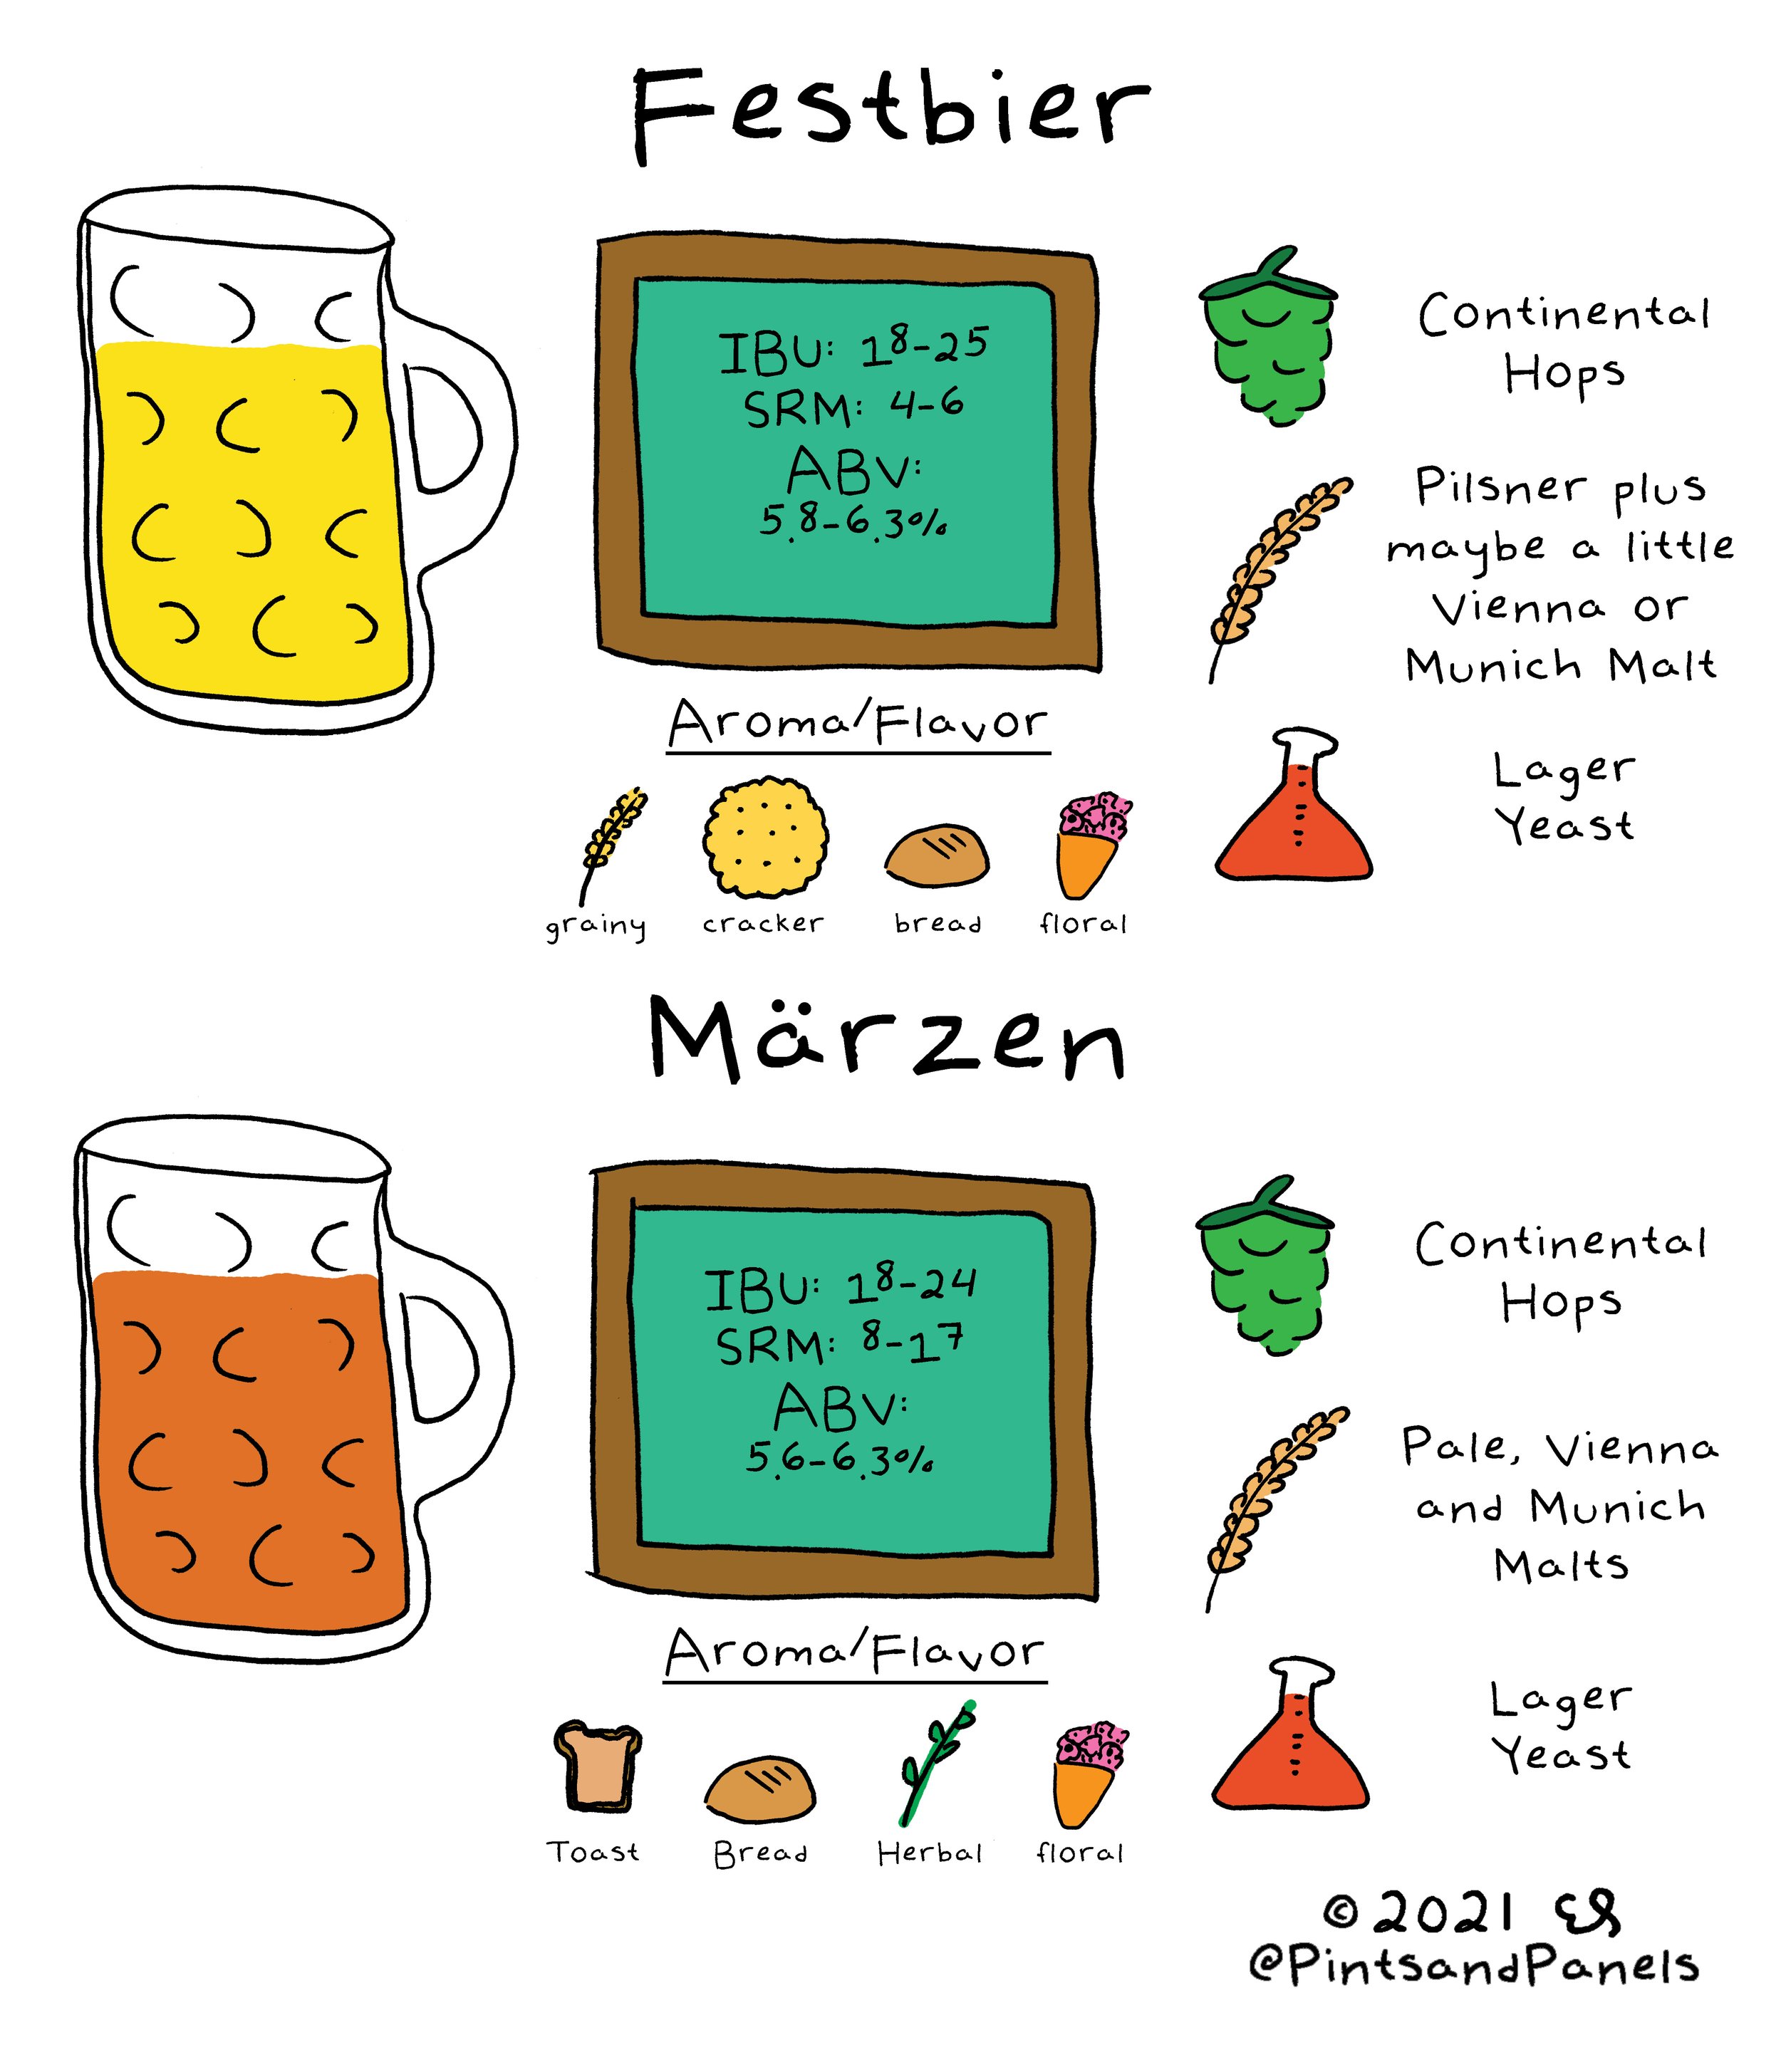 Festbier
IBU: 18-25
SRM: 4-6
ABV:
5.8-6.3%
Continental
Hops
Pilsner plus
maybe a little
Vienna or
Munich Malt
Lager
Yeast
Aroma/Flavor
grainy cracker bread floral
Märzen
IBU: 18-24
SRM: 8-17
ABV:
5.6-6.3%
Continental
Hops
Pale, Vienna
and Munich
Malts
Lager
Yeast
Aroma/Flavor
Toast Bread Herbal floral
© 2021
@PintsandPanels